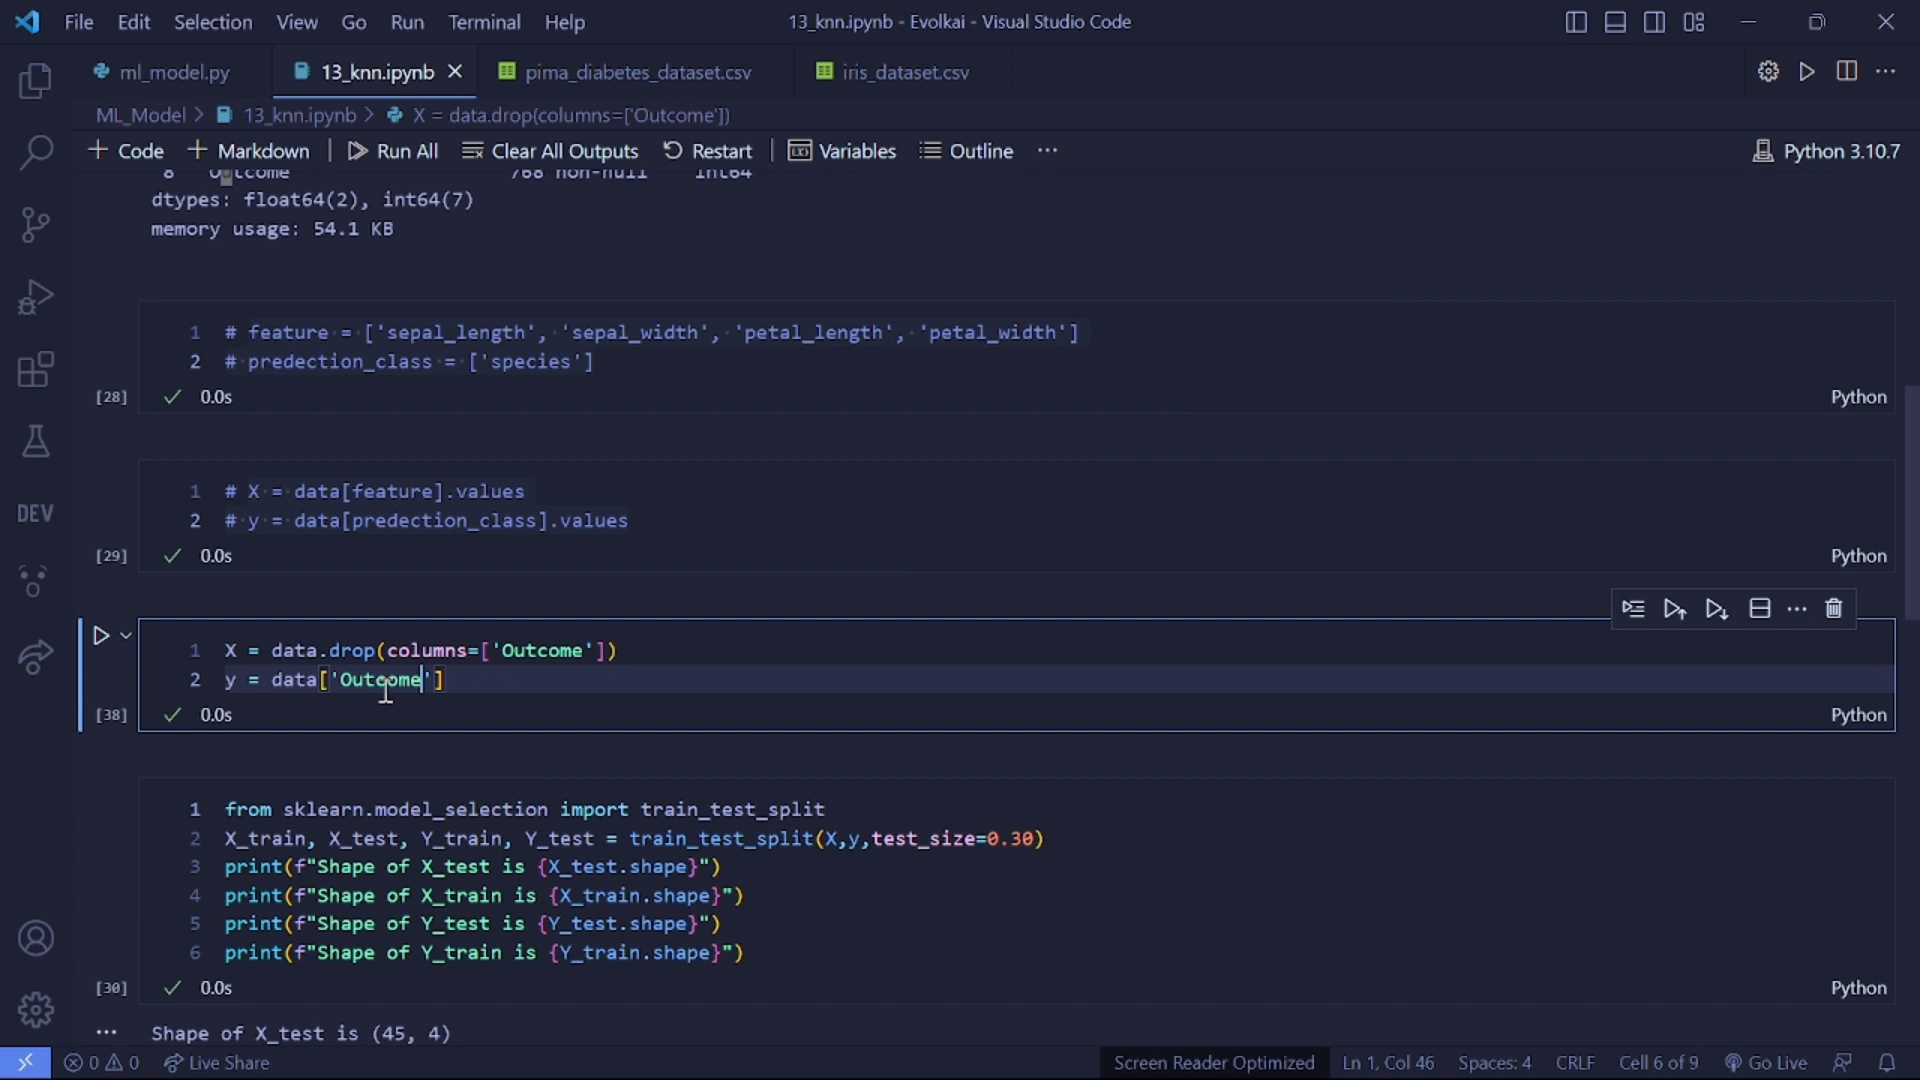 File Edit Selection View Go Run Terminal Help 13_knn.ipynb - Evolkai - Visual Studio Code
ml_model.py 13_knn.ipynb pima_diabetes_dataset.csv iris_dataset.csv
ML_Model > 13_knn.ipynb > X = data.drop(columns=['Outcome'])
+ Code + Markdown Run All Clear All Outputs Restart Variables Outline ... Python 3.10.7
8 Outcome 768 non-null int64
dtypes: float64(2), int64(7)
memory usage: 54.1 KB
1 # feature = ['sepal_length', 'sepal_width', 'petal_length', 'petal_width']
2 # predection_class = ['species']
[28] 0.0s Python
1 # X = data[feature].values
2 # y = data[predection_class].values
[29] 0.0s Python
DEV
1 X = data.drop(columns=['Outcome'])
2 y = data['Outcome']
[38] 0.0s Python
1 from sklearn.model_selection import train_test_split
2 X_train, X_test, Y_train, Y_test = train_test_split(X,y,test_size=0.30)
3 print(f"Shape of X_test is {X_test.shape}")
4 print(f"Shape of X_train is {X_train.shape}")
5 print(f"Shape of Y_test is {Y_test.shape}")
6 print(f"Shape of Y_train is {Y_train.shape}")
[30] 0.0s Python
... Shape of X_test is (45, 4)
0 0 Live Share Screen Reader Optimized Ln 1, Col 46 Spaces: 4 CRLF Cell 6 of 9 Go Live